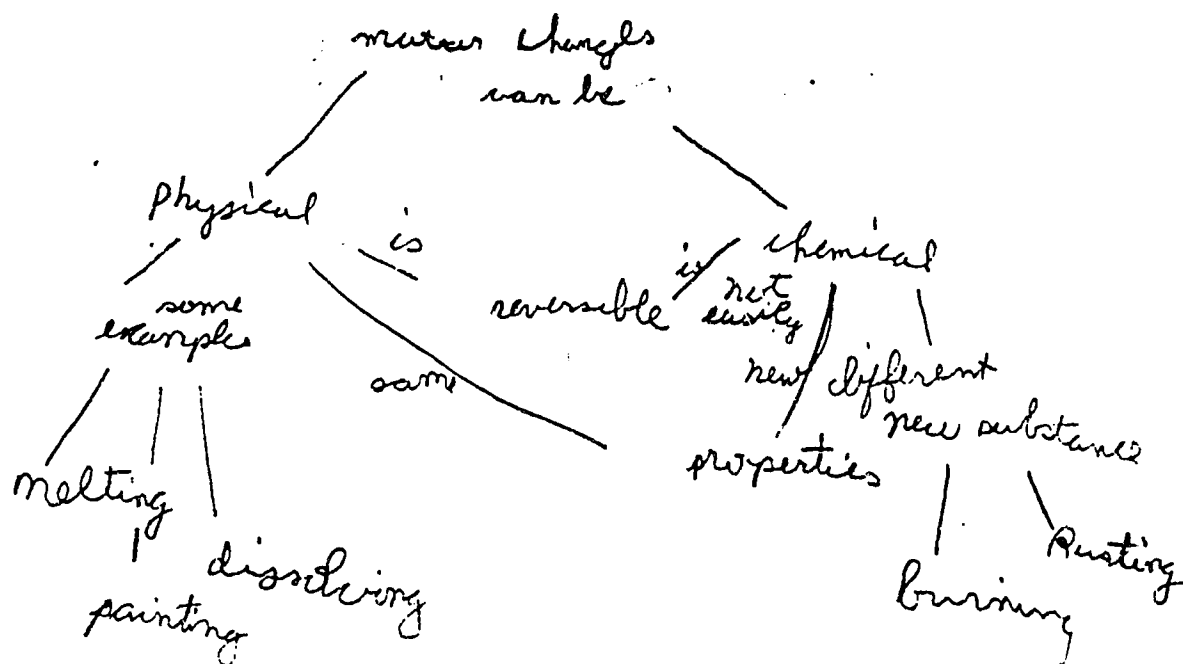 matter changes
can be
physical
is
chemical
is
some
example
reversible
not
easily
same
new
different
new substance
properties
melting
dissolving
painting
burning
Rusting